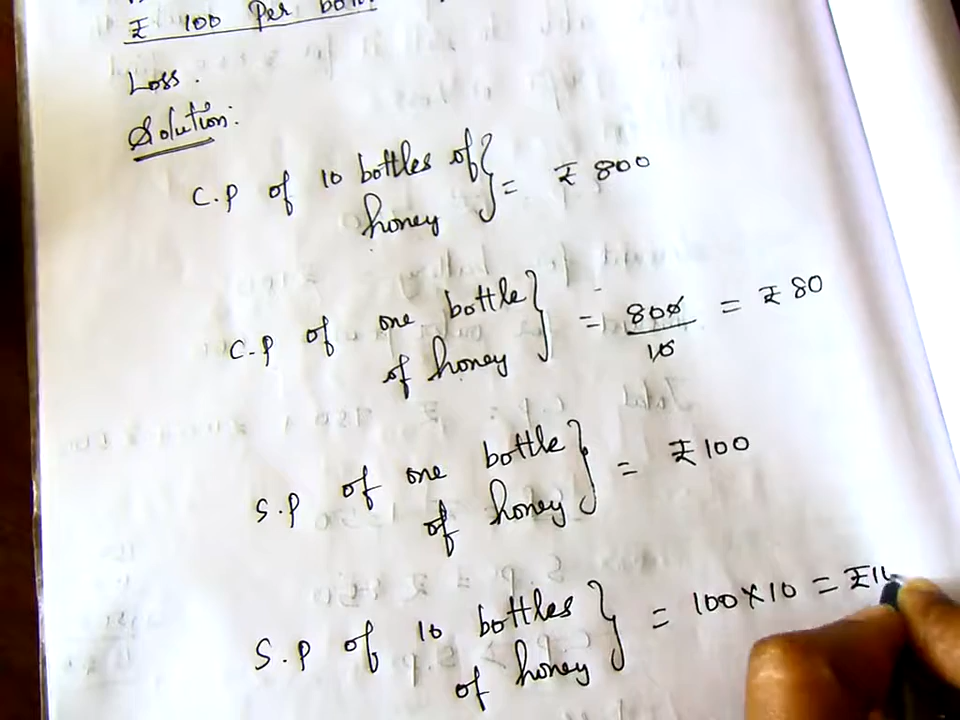 ₹ 100 Per
Loss.
Solution:
C.P of 10 bottles of
honey } = ₹ 800
C.P of one bottle
of honey } = 800/10 = ₹ 80
S.P of one bottle
of honey } = ₹ 100
S.P of 10 bottles
of honey } = 100×10 = ₹1